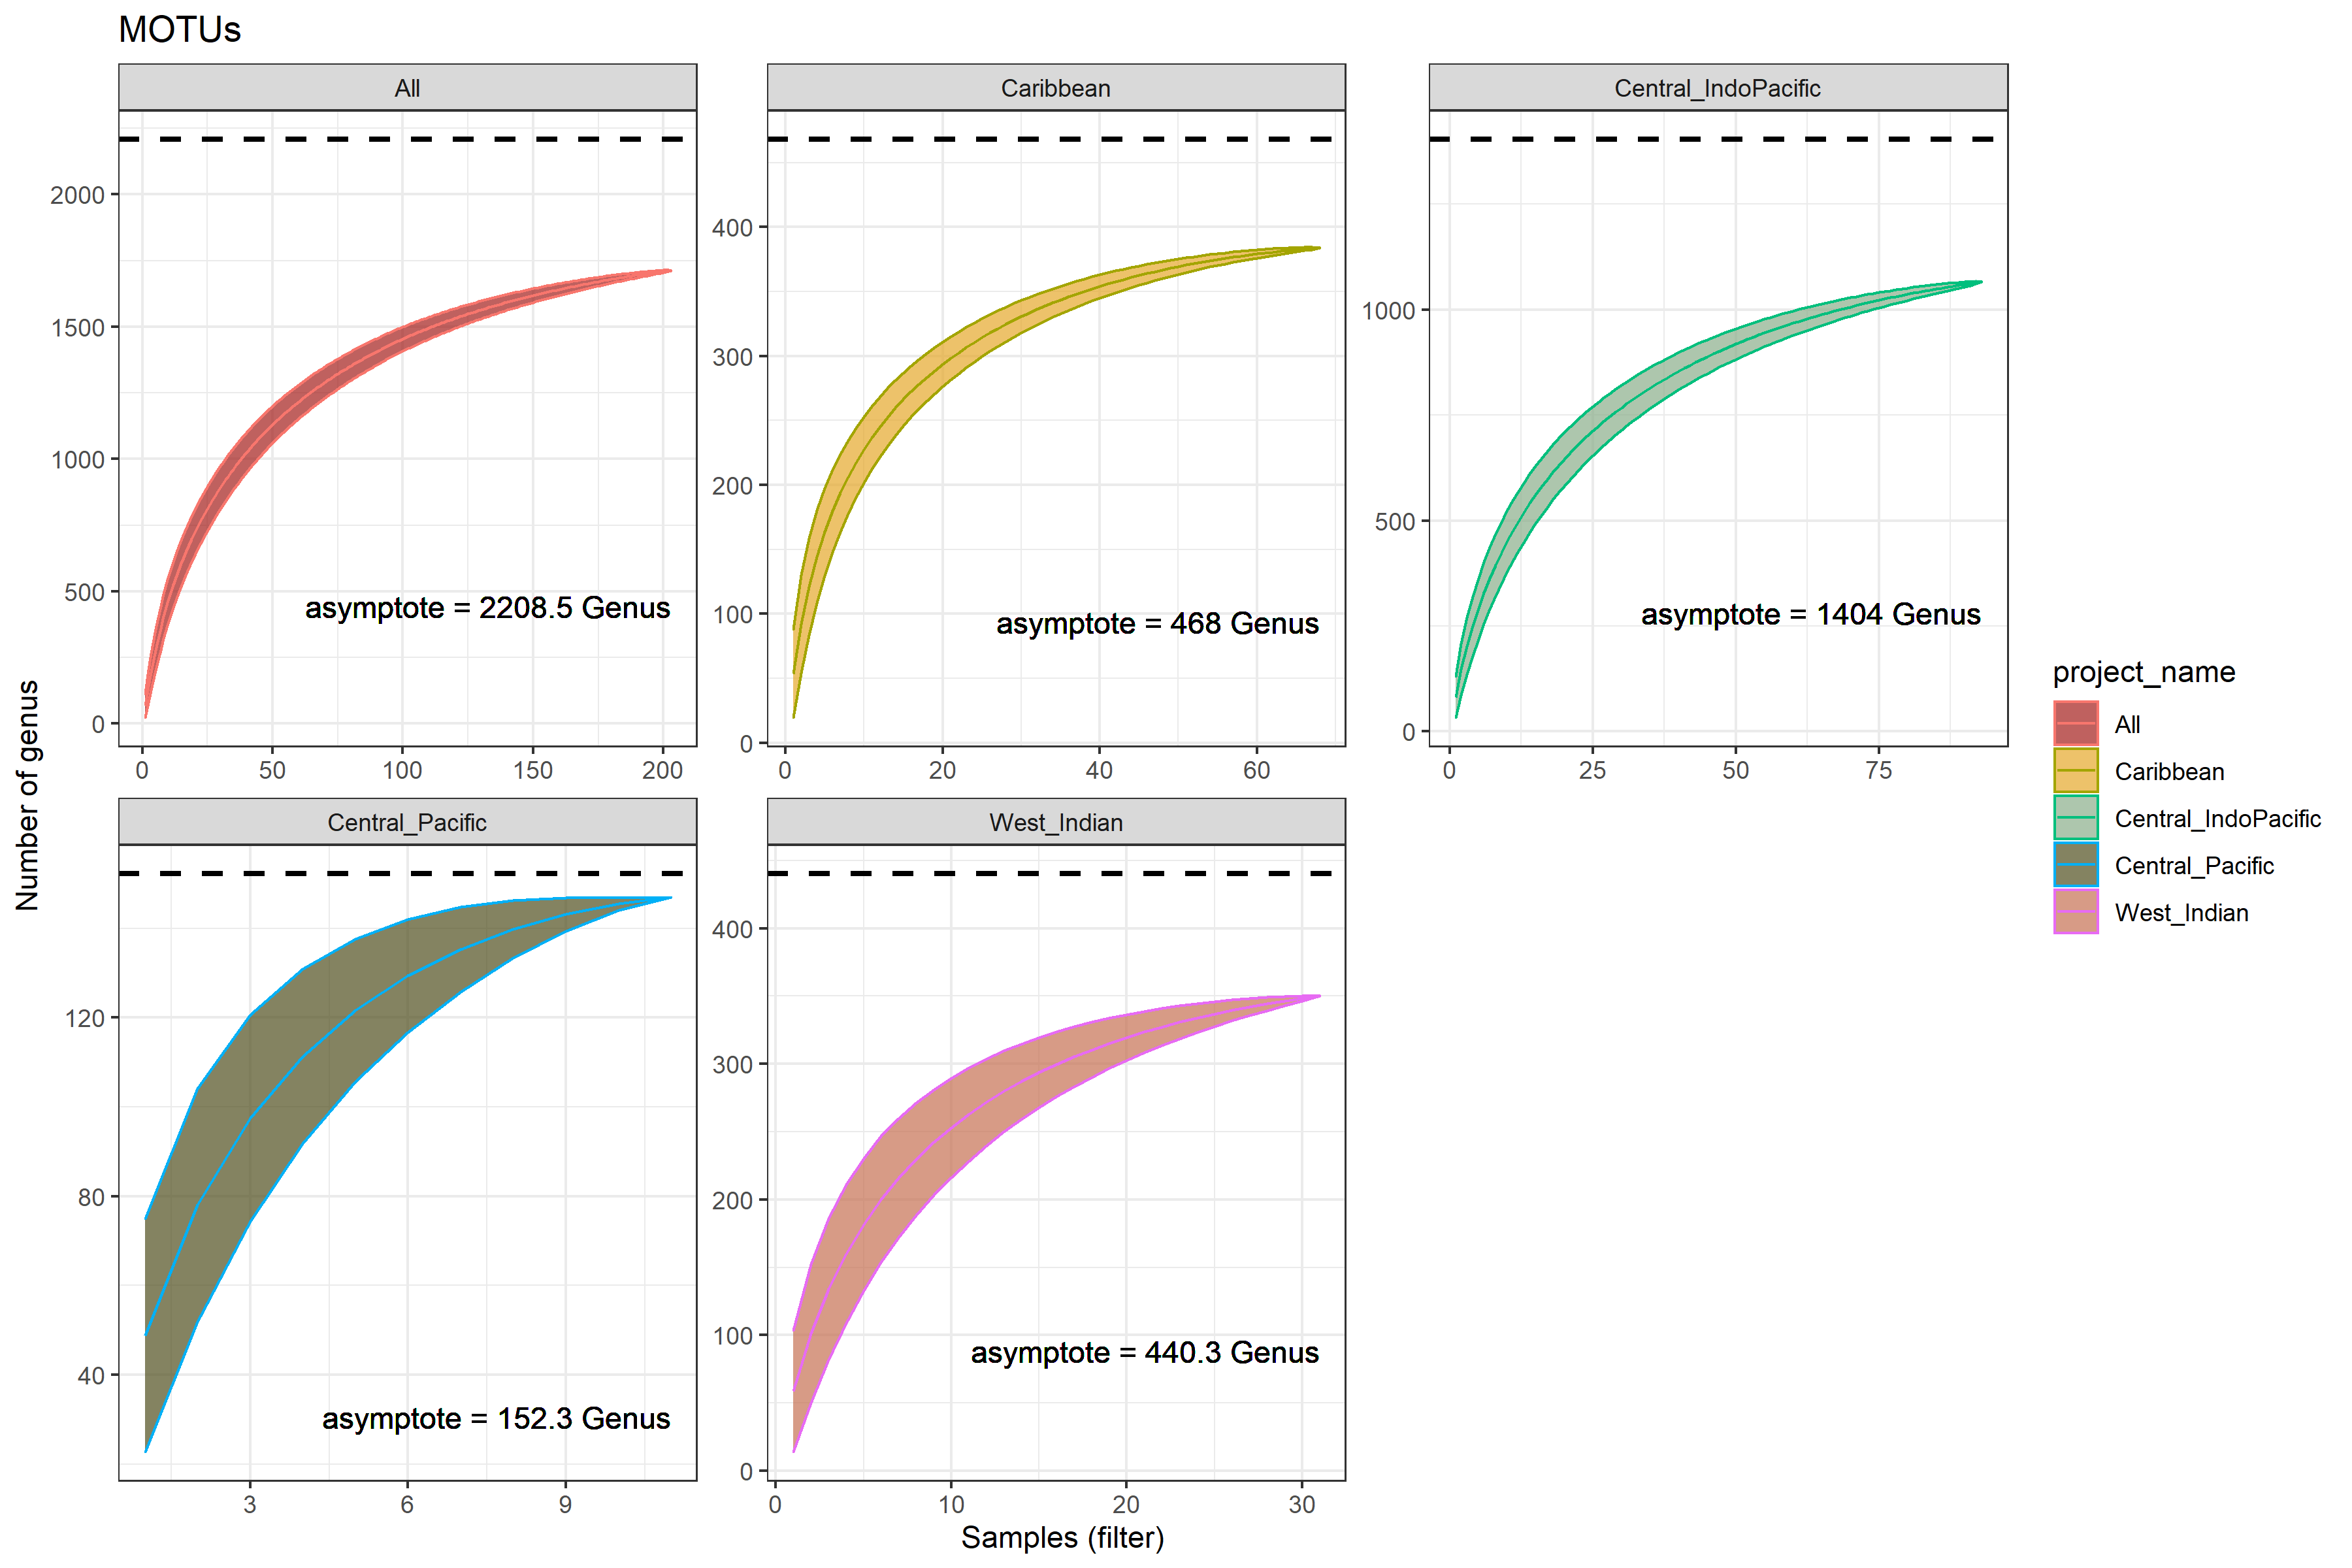 MOTUs
All
Caribbean
Central_IndoPacific
2000
1500
1000
500
0
asymptote = 2208.5 Genus
0 50 100 150 200
400
300
200
100
0
asymptote = 468 Genus
0 20 40 60
1000
500
0
asymptote = 1404 Genus
0 25 50 75
Central_Pacific
West_Indian
120
80
40
asymptote = 152.3 Genus
3 6 9
400
300
200
100
0
asymptote = 440.3 Genus
0 10 20 30
Number of genus
Samples (filter)
project_name
All
Caribbean
Central_IndoPacific
Central_Pacific
West_Indian